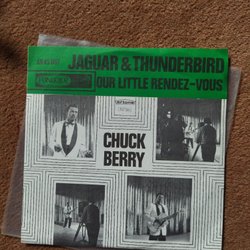 JAGUAR & THUNDERBIRD
OUR LITTLE RENDEZ-VOUS
CHUCK
BERRY